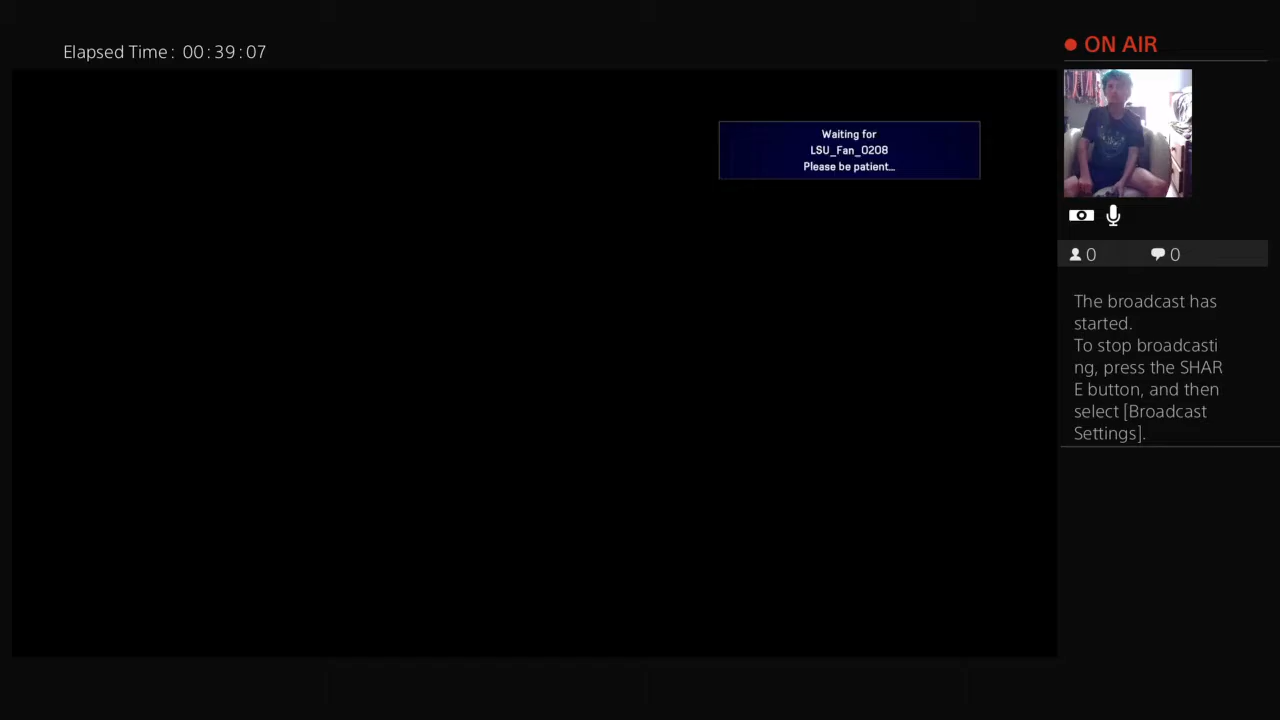 Elapsed Time: 00:39:07
ON AIR
Waiting for
LSU_Fan_0208
Please be patient...
0 0
The broadcast has
started.
To stop broadcasti
ng, press the SHAR
E button, and then
select [Broadcast
Settings].